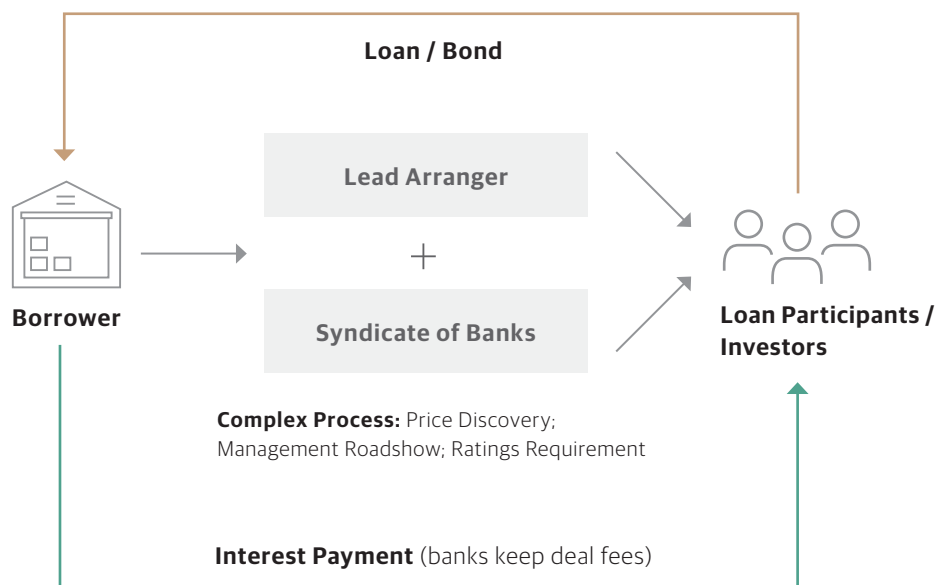 Loan / Bond
Lead Arranger
+
Borrower
Syndicate of Banks
Loan Participants /
Investors
Complex Process: Price Discovery;
Management Roadshow; Ratings Requirement
Interest Payment (banks keep deal fees)